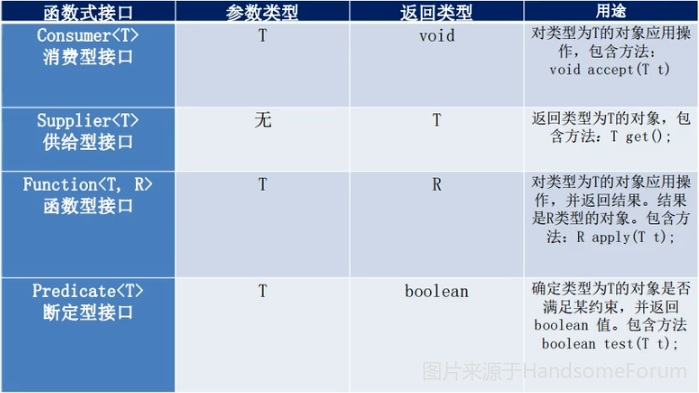 函数式接口 参数类型 返回类型 用途
Consumer<T>
消费型接口
T
void
对类型为T的对象应用操
作，包含方法：
void accept(T t)
Supplier<T>
供给型接口
无
T
返回类型为T的对象，包
含方法：T get();
Function<T, R>
函数型接口
T
R
对类型为T的对象应用操
作，并返回结果。结果
是R类型的对象。包含方
法：R apply(T t);
Predicate<T>
断定型接口
T
boolean
确定类型为T的对象是否
满足某约束，并返回
boolean 值。包含方法
boolean test(T t);
图片来源于HandsomeForum